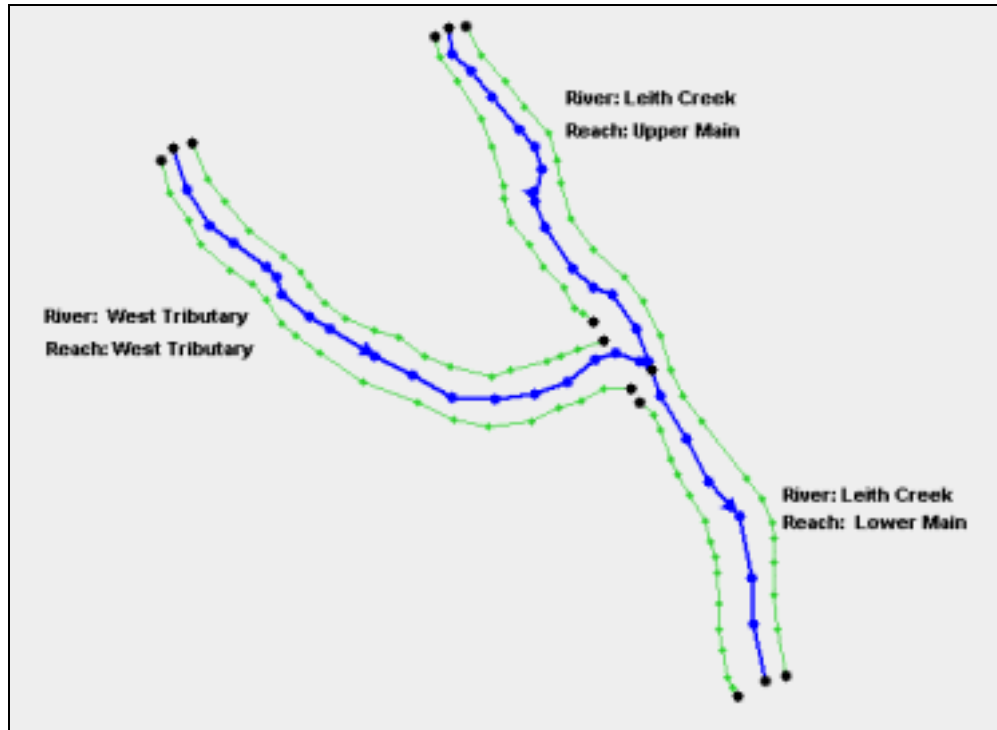 River: Leith Creek
Reach: Upper Main
River: West Tributary
Reach: West Tributary
River: Leith Creek
Reach: Lower Main